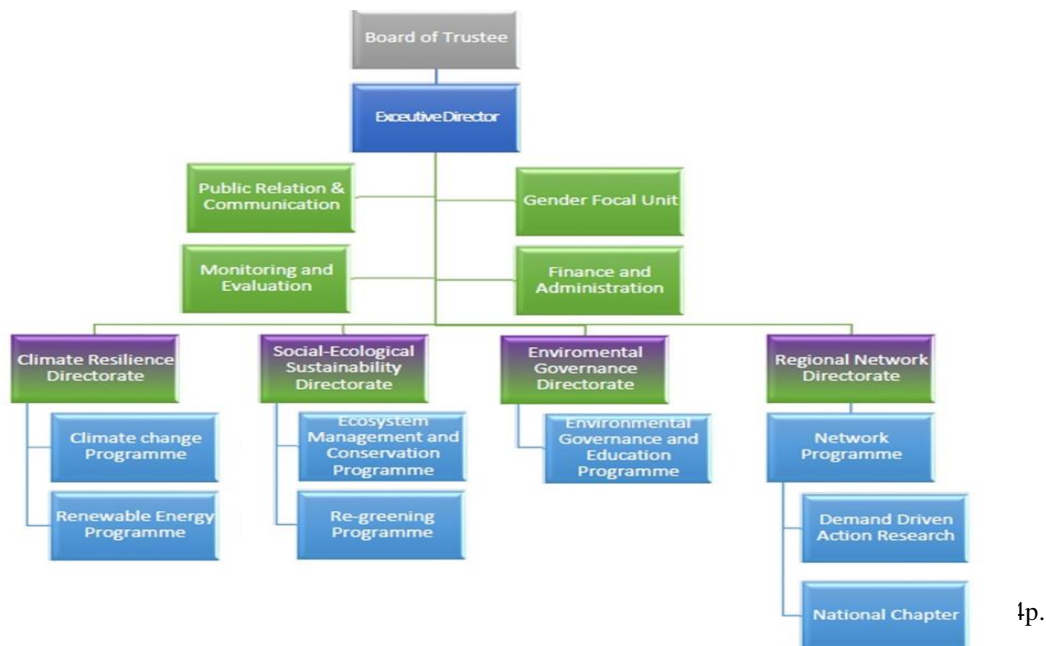 Board of Trustee
Exceutive Director
Public Relation &
Communication
Gender Focal Unit
Monitoring and
Evaluation
Finance and
Administration
Climate Resilience
Directorate
Social-Ecological
Sustainability
Directorate
Enviromental
Governance
Directorate
Regional Network
Directorate
Climate change
Programme
Ecosystem
Management and
Conservation
Programme
Environmental
Governance and
Education
Programme
Network
Programme
Renewable Energy
Programme
Re-greening
Programme
Demand Driven
Action Research
National Chapter